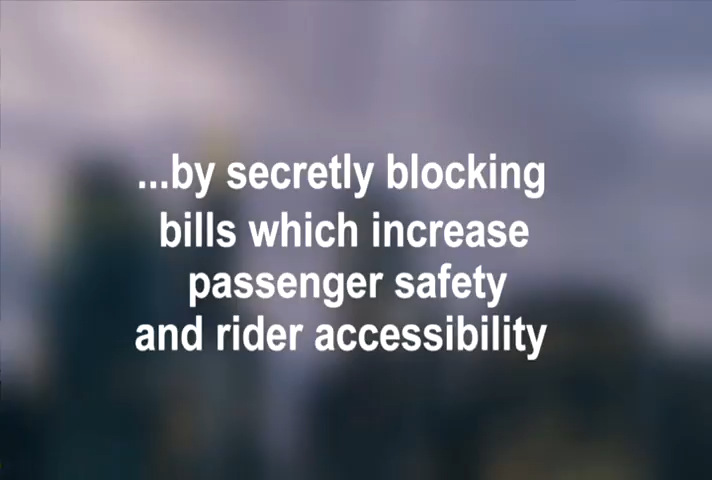 ...by secretly blocking
bills which increase
passenger safety
and rider accessibility